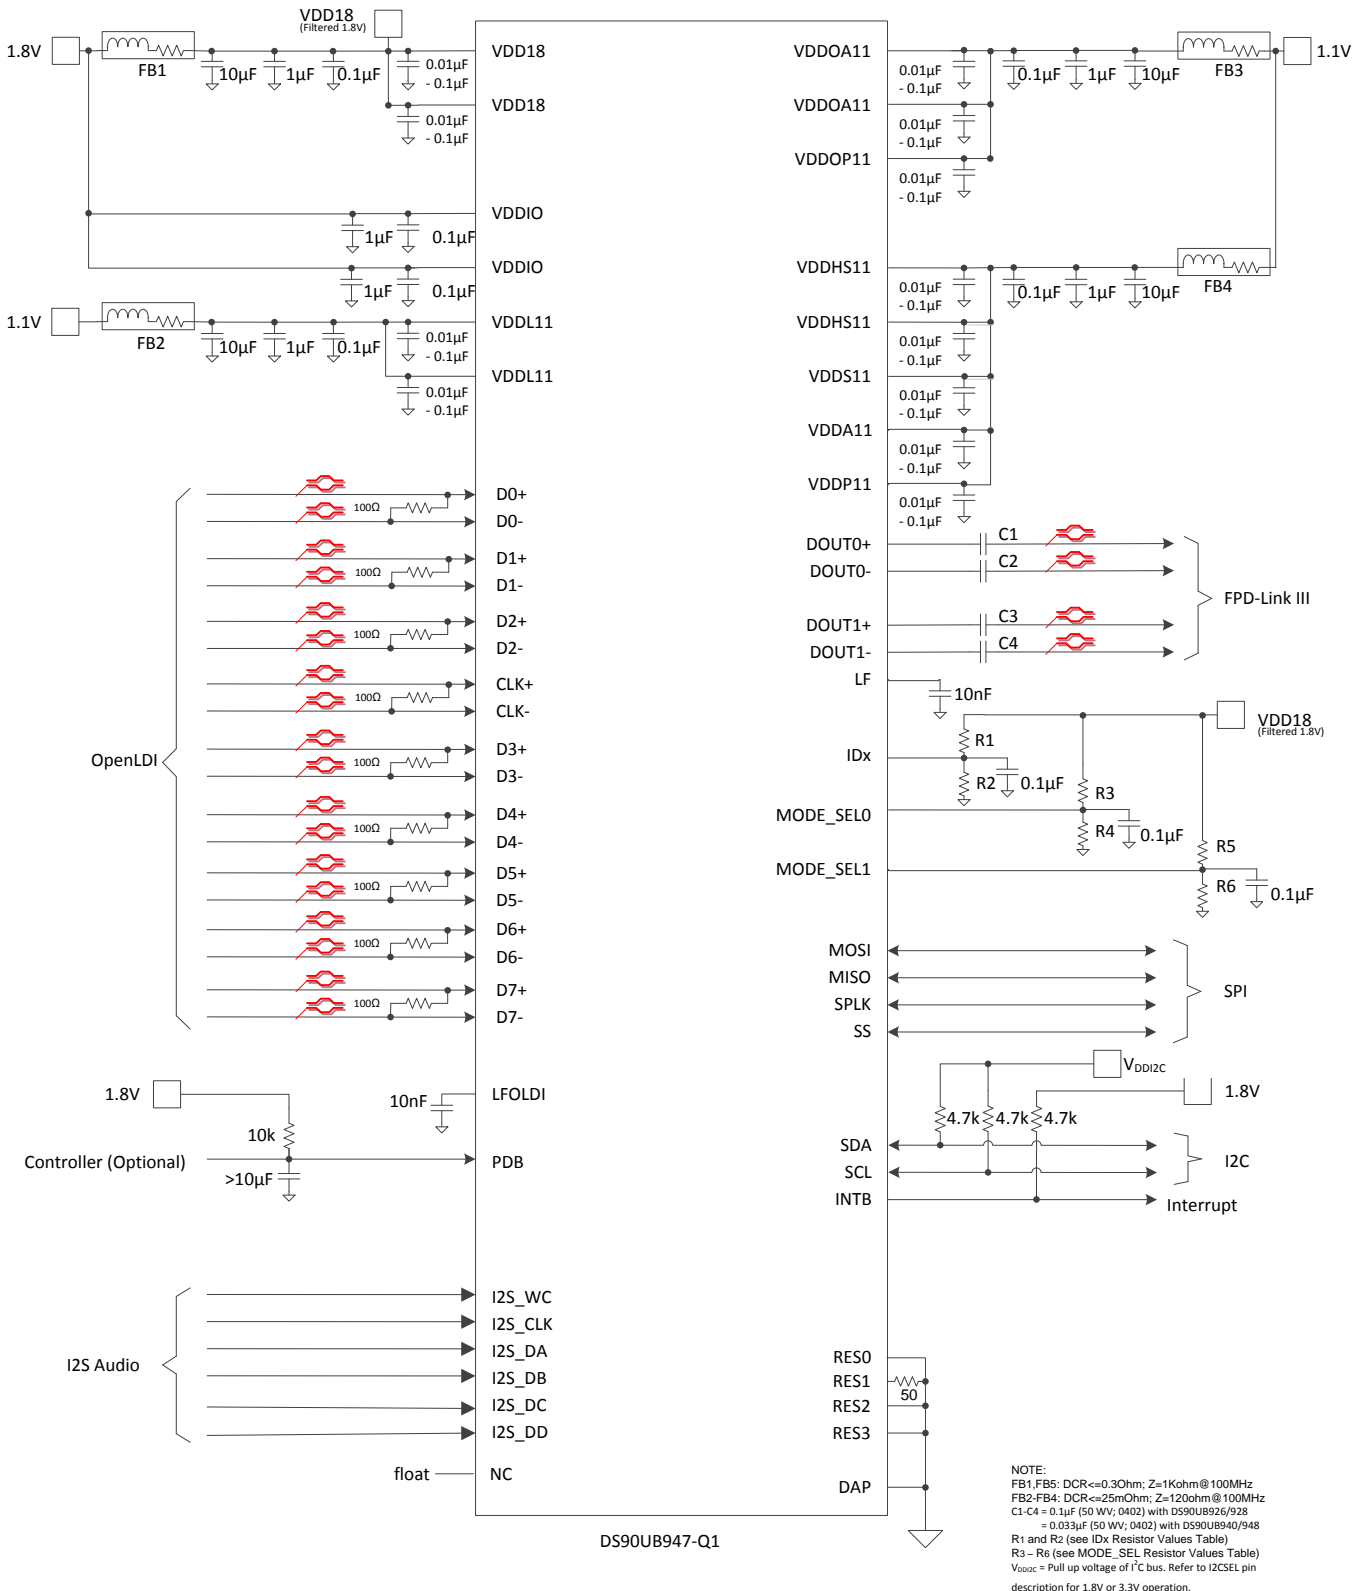 VDD18
(Filtered 1.8V)
1.8V
FB1
10µF
1µF
0.1µF
0.01µF
- 0.1µF
VDD18
0.01µF
- 0.1µF
VDD18
1µF
0.1µF
VDDIO
1µF
0.1µF
VDDIO
1.1V
FB2
10µF
1µF
0.1µF
0.01µF
- 0.1µF
VDDL11
0.01µF
- 0.1µF
VDDL11
OpenLDI
100Ω
D0+
D0-
100Ω
D1+
D1-
100Ω
D2+
D2-
100Ω
CLK+
CLK-
100Ω
D3+
D3-
100Ω
D4+
D4-
100Ω
D5+
D5-
100Ω
D6+
D6-
100Ω
D7+
D7-
1.8V
10k
10nF
LFOLDI
Controller (Optional)
>10µF
PDB
I2S Audio
I2S_WC
I2S_CLK
I2S_DA
I2S_DB
I2S_DC
I2S_DD
float
NC
VDDOA11
0.01µF
- 0.1µF
0.1µF
1µF
10µF
FB3
1.1V
VDDOA11
0.01µF
- 0.1µF
VDDOP11
0.01µF
- 0.1µF
VDDHS11
0.01µF
- 0.1µF
0.1µF
1µF
10µF
FB4
VDDHS11
0.01µF
- 0.1µF
VDDS11
0.01µF
- 0.1µF
VDDA11
0.01µF
- 0.1µF
VDDP11
0.01µF
- 0.1µF
DOUT0+
C1
DOUT0-
C2
DOUT1+
C3
DOUT1-
C4
FPD-Link III
LF
10nF
VDD18
(Filtered 1.8V)
IDx
R1
R2
0.1µF
MODE_SEL0
R3
R4
0.1µF
MODE_SEL1
R5
R6
0.1µF
MOSI
MISO
SPLK
SS
SPI
VDDI2C
1.8V
4.7k
4.7k
4.7k
SDA
SCL
I2C
INTB
Interrupt
RES0
RES1
50
RES2
RES3
DAP
DS90UB947-Q1
NOTE:
FB1,FB5: DCR<=0.3Ohm; Z=1Kohm@100MHz
FB2-FB4: DCR<=25mOhm; Z=120ohm@100MHz
C1-C4 = 0.1µF (50 WV; 0402) with DS90UB926/928
= 0.033µF (50 WV; 0402) with DS90UB940/948
R1 and R2 (see IDx Resistor Values Table)
R3 – R6 (see MODE_SEL Resistor Values Table)
VDDI2C = Pull up voltage of I²C bus. Refer to I2CSEL pin
description for 1.8V or 3.3V operation.